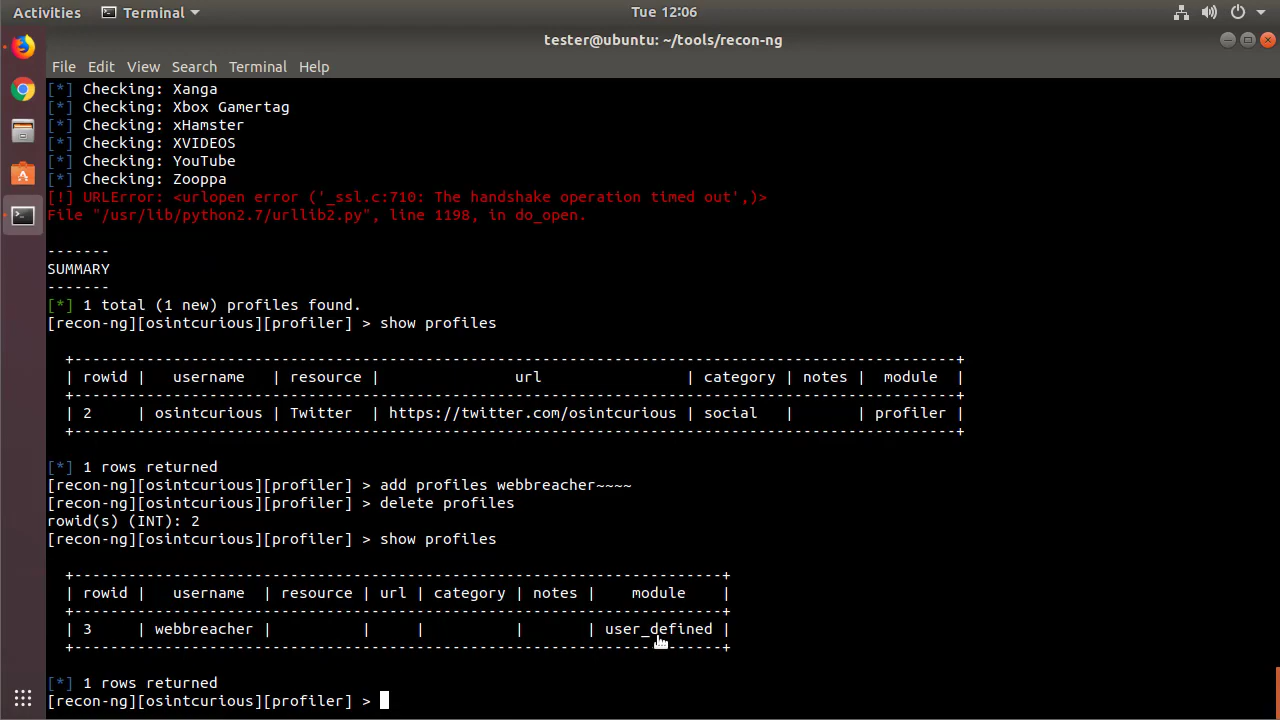 Activities Terminal Tue 12:06
tester@ubuntu: ~/tools/recon-ng
File Edit View Search Terminal Help
[*] Checking: Xanga
[*] Checking: Xbox Gamertag
[*] Checking: xHamster
[*] Checking: XVIDEOS
[*] Checking: YouTube
[*] Checking: Zooppa
[!] URLError: <urlopen error ('_ssl.c:710: The handshake operation timed out',)>
File "/usr/lib/python2.7/urllib2.py", line 1198, in do_open.
-------
SUMMARY
-------
[*] 1 total (1 new) profiles found.
[recon-ng][osintcurious][profiler] > show profiles
+---------------------------------------------------------------------------------------------------+
| rowid | username | resource | url | category | notes | module |
+---------------------------------------------------------------------------------------------------+
| 2 | osintcurious | Twitter | https://twitter.com/osintcurious | social | | profiler |
+---------------------------------------------------------------------------------------------------+
[*] 1 rows returned
[recon-ng][osintcurious][profiler] > add profiles webbreacher~~~~
[recon-ng][osintcurious][profiler] > delete profiles
rowid(s) (INT): 2
[recon-ng][osintcurious][profiler] > show profiles
+-------------------------------------------------------------------------+
| rowid | username | resource | url | category | notes | module |
+-------------------------------------------------------------------------+
| 3 | webbreacher | | | | | user_defined |
+-------------------------------------------------------------------------+
[*] 1 rows returned
[recon-ng][osintcurious][profiler] >